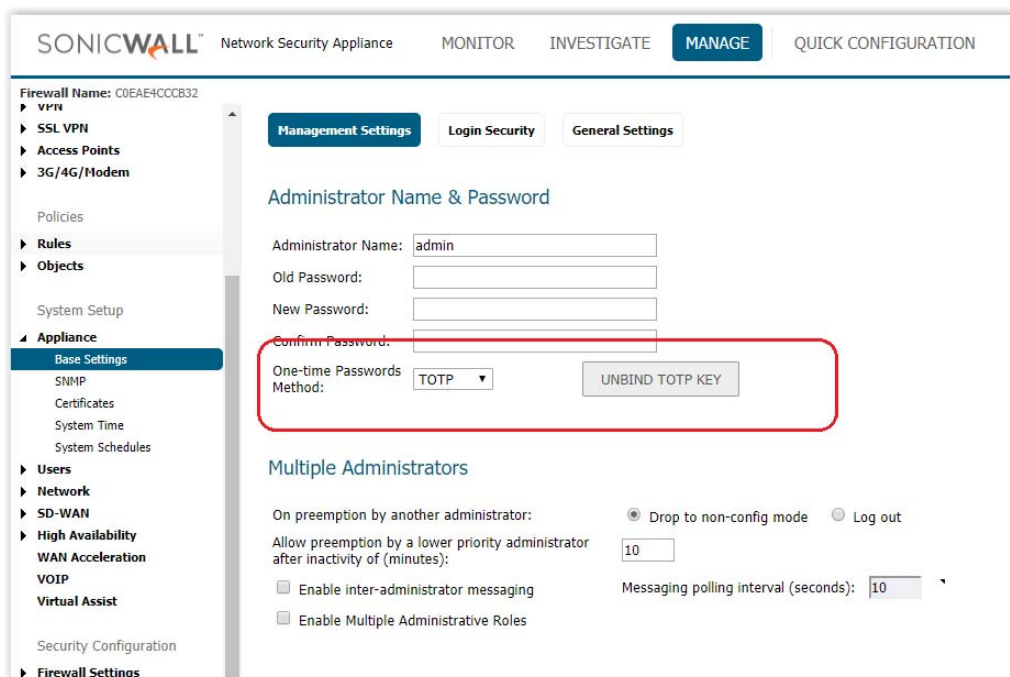 SONICWALL™ Network Security Appliance MONITOR INVESTIGATE MANAGE QUICK CONFIGURATION
Firewall Name: C0EAE4CCCB32
VPN
SSL VPN
Access Points
3G/4G/Modem
Policies
Rules
Objects
System Setup
Appliance
Base Settings
SNMP
Certificates
System Time
System Schedules
Users
Network
SD-WAN
High Availability
WAN Acceleration
VOIP
Virtual Assist
Security Configuration
Firewall Settings
Management Settings Login Security General Settings
Administrator Name & Password
Administrator Name: admin
Old Password:
New Password:
Confirm Password:
One-time Passwords
Method: TOTP UNBIND TOTP KEY
Multiple Administrators
On preemption by another administrator: Drop to non-config mode Log out
Allow preemption by a lower priority administrator
after inactivity of (minutes): 10
Enable inter-administrator messaging Messaging polling interval (seconds): 10
Enable Multiple Administrative Roles